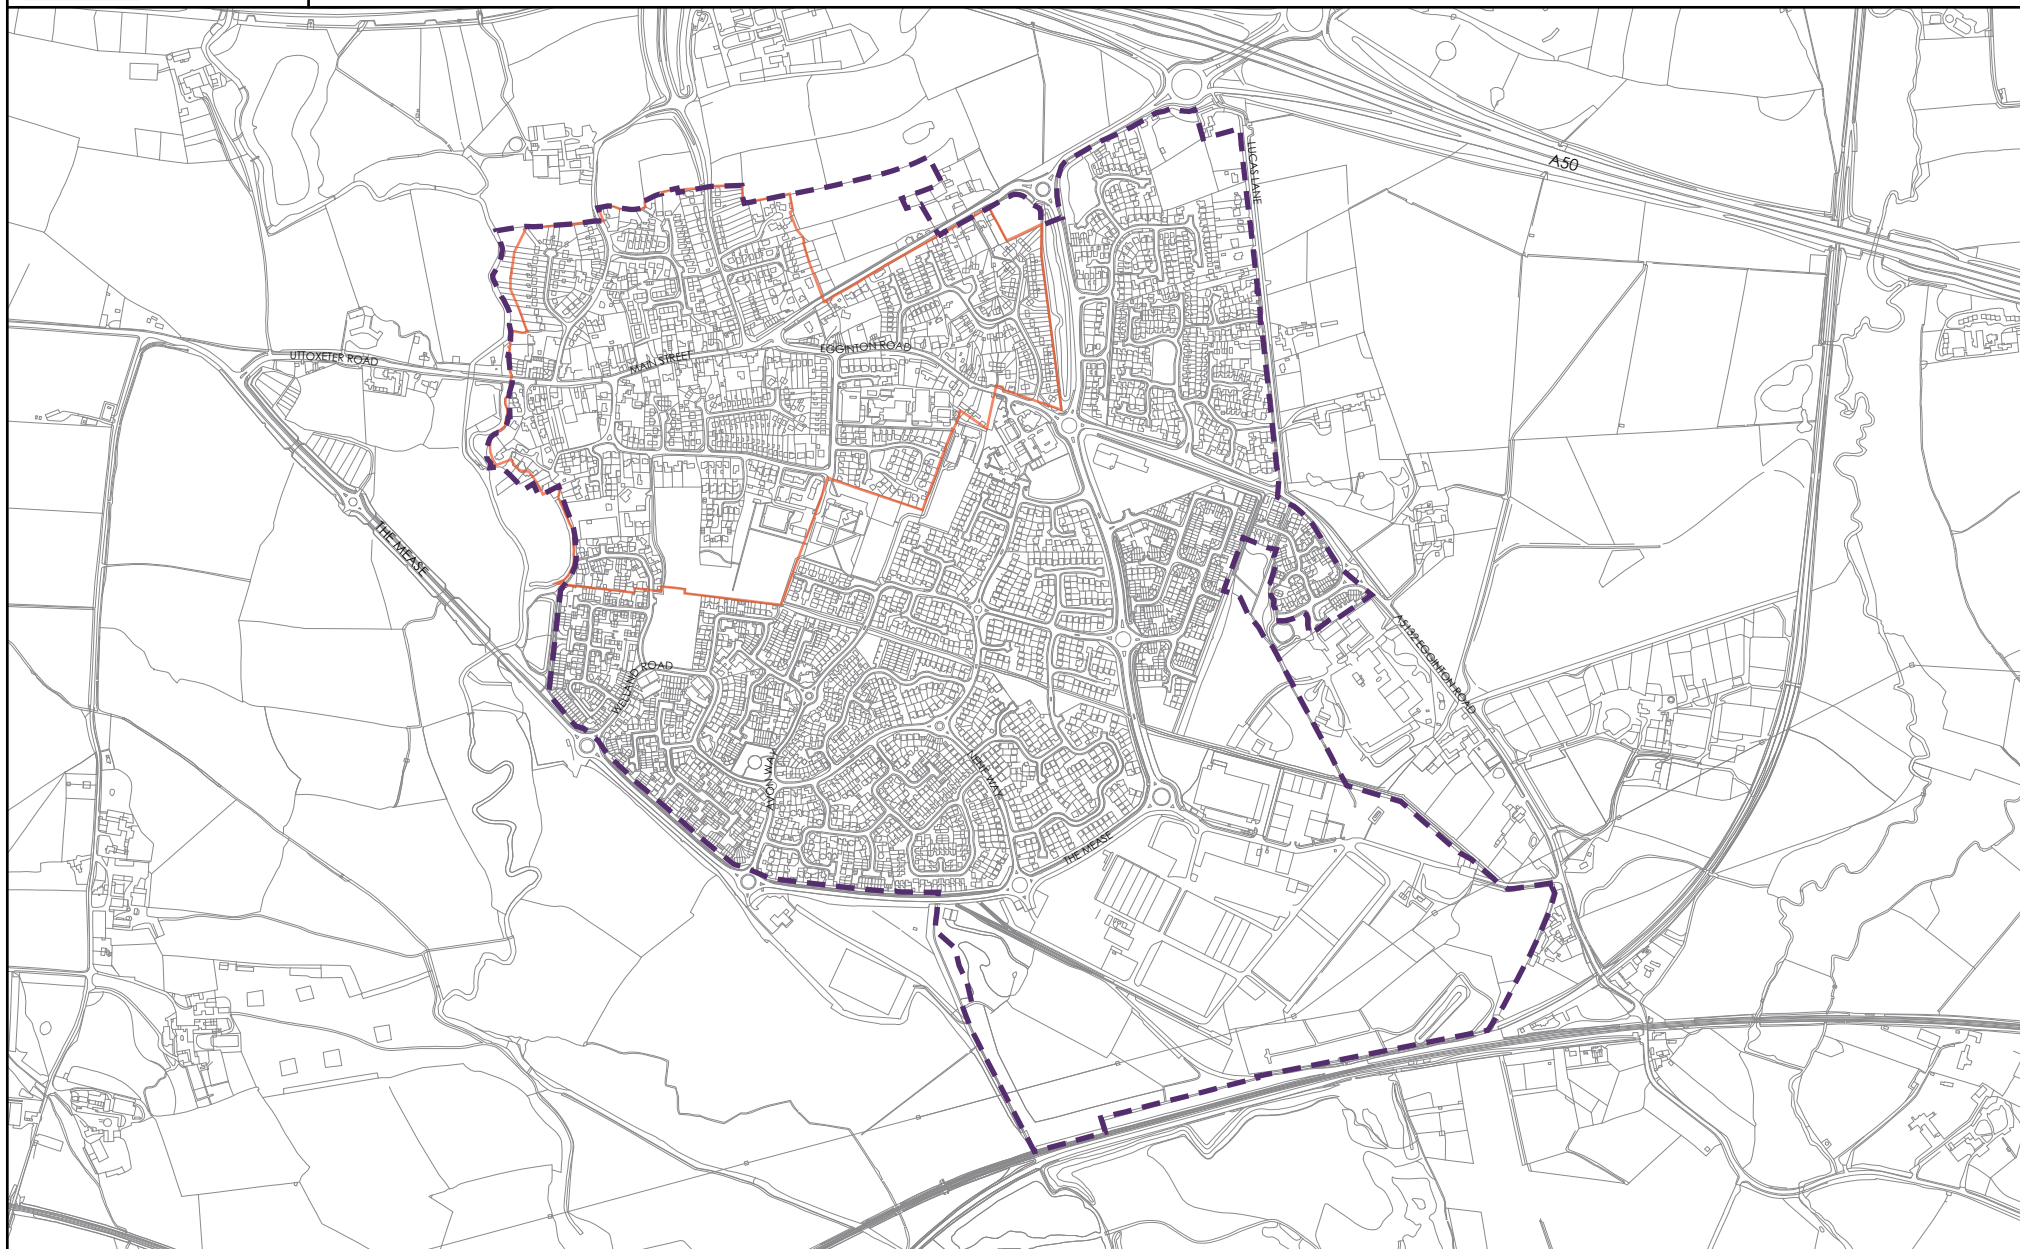 A50
LUCAS LANE
UTTOXETER ROAD
MAIN STREET
EGGINTON ROAD
THE MEASE
A5132 EGGINTON ROAD
WELLAND ROAD
AVON WAY
NENE WAY
THE MEASE